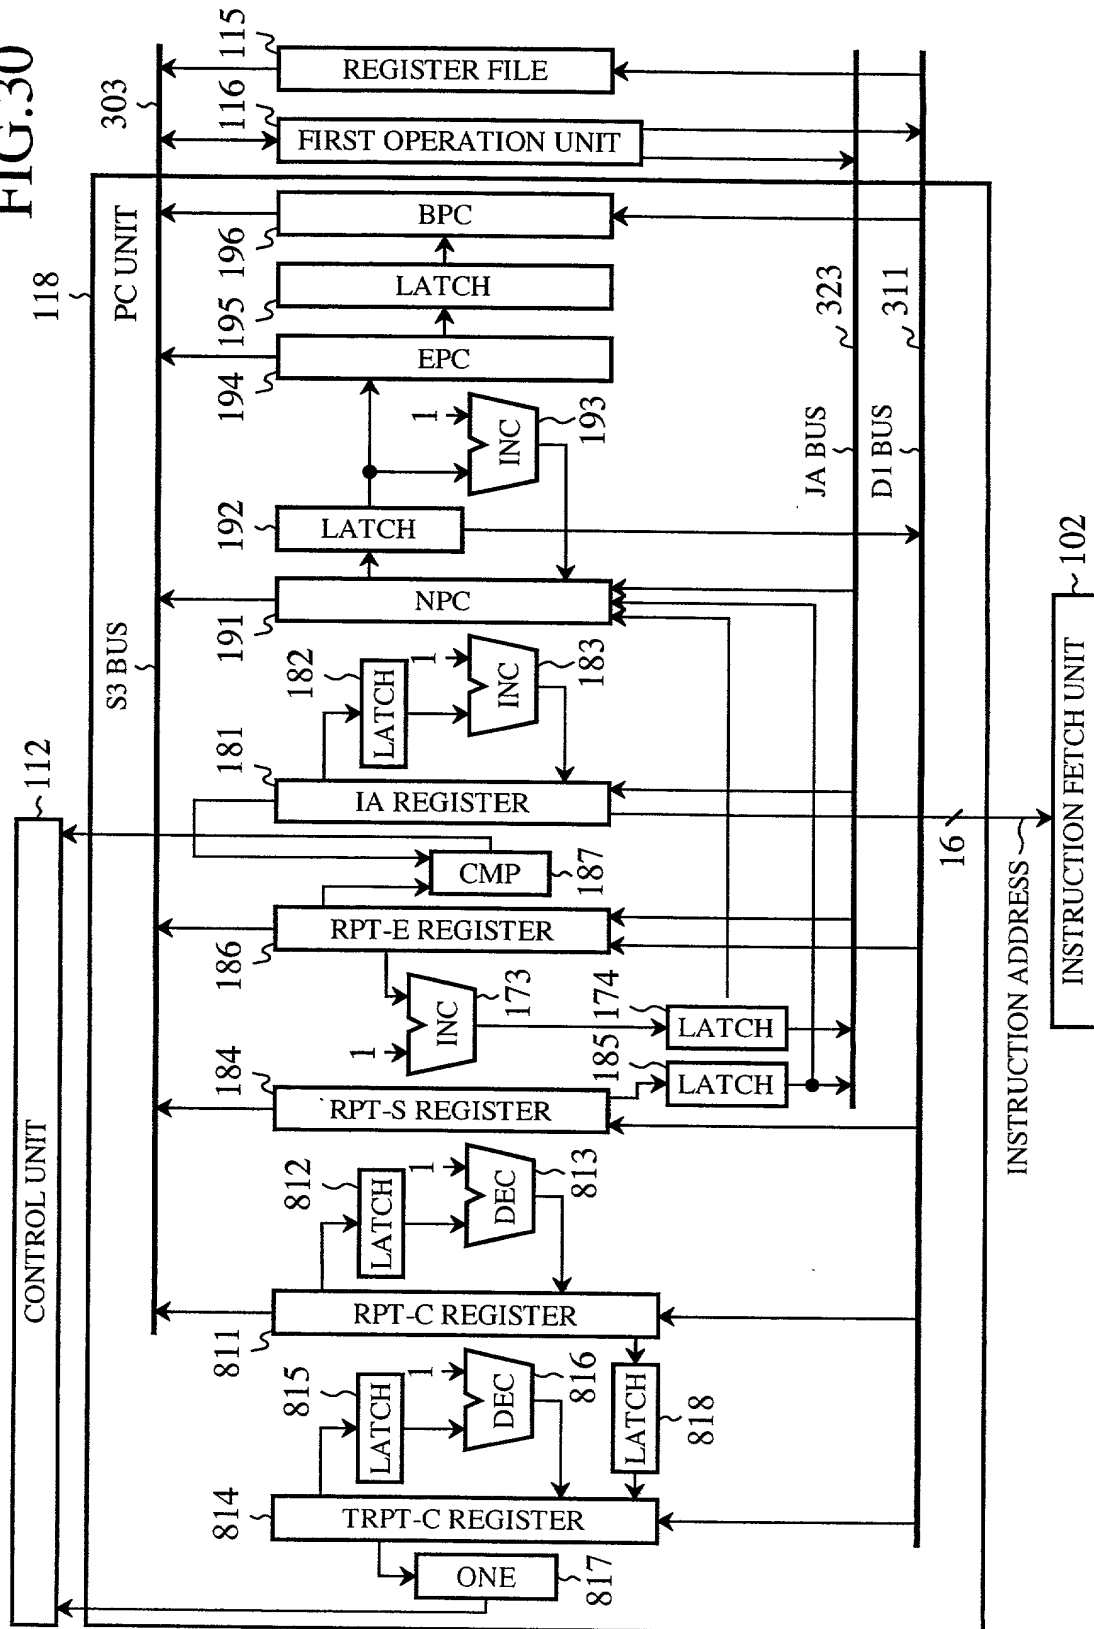 FIG.30
CONTROL UNIT
112
118
PC UNIT
S3 BUS
303
115
REGISTER FILE
116
FIRST OPERATION UNIT
196
BPC
195
LATCH
194
EPC
1
INC
193
192
LATCH
191
NPC
182
LATCH
1
INC
183
181
IA REGISTER
CMP
187
186
RPT-E REGISTER
1
INC
173
174
LATCH
185
LATCH
184
RPT-S REGISTER
812
LATCH
1
DEC
813
811
RPT-C REGISTER
815
LATCH
1
DEC
816
LATCH
818
814
TRPT-C REGISTER
ONE
817
JA BUS
323
D1 BUS
311
16
INSTRUCTION ADDRESS
INSTRUCTION FETCH UNIT
102